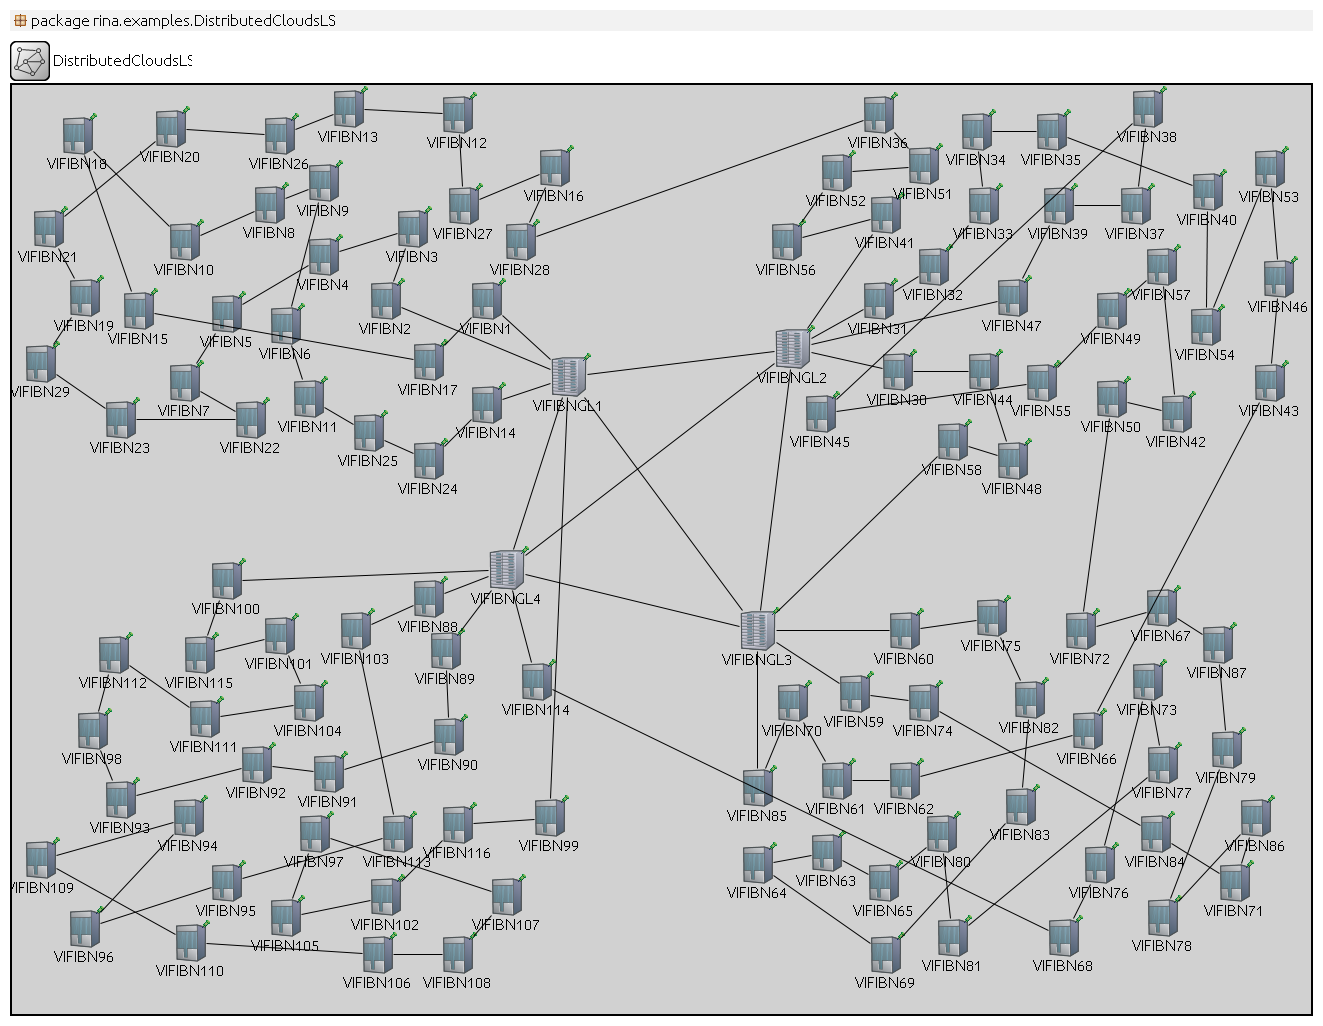 package rina.examples.DistributedCloudsLS
DistributedCloudsLS
VIFIBN18
VIFIBN20
VIFIBN26
VIFIBN13
VIFIBN12
VIFIBN36
VIFIBN34
VIFIBN35
VIFIBN38
VIFIBN9
VIFIBN16
VIFIBN52
VIFIBN51
VIFIBN53
VIFIBN8
VIFIBN27
VIFIBN3
VIFIBN41
VIFIBN33
VIFIBN39
VIFIBN37
VIFIBN40
VIFIBN21
VIFIBN10
VIFIBN4
VIFIBN28
VIFIBN56
VIFIBN32
VIFIBN57
VIFIBN46
VIFIBN19
VIFIBN15
VIFIBN5
VIFIBN6
VIFIBN2
VIFIBN1
VIFIBN31
VIFIBN47
VIFIBN49
VIFIBN54
VIFIBN29
VIFIBN7
VIFIBN17
VIFIBNGL1
VIFIBNGL2
VIFIBN30
VIFIBN44
VIFIBN55
VIFIBN43
VIFIBN23
VIFIBN22
VIFIBN11
VIFIBN14
VIFIBN45
VIFIBN50
VIFIBN42
VIFIBN25
VIFIBN24
VIFIBN58
VIFIBN48
VIFIBN100
VIFIBNGL4
VIFIBN88
VIFIBN112
VIFIBN115
VIFIBN101
VIFIBN103
VIFIBN89
VIFIBNGL3
VIFIBN60
VIFIBN75
VIFIBN72
VIFIBN67
VIFIBN87
VIFIBN98
VIFIBN111
VIFIBN104
VIFIBN114
VIFIBN70
VIFIBN59
VIFIBN74
VIFIBN82
VIFIBN66
VIFIBN73
VIFIBN93
VIFIBN92
VIFIBN91
VIFIBN90
VIFIBN85
VIFIBN61
VIFIBN62
VIFIBN77
VIFIBN79
VIFIBN109
VIFIBN94
VIFIBN97
VIFIBN113
VIFIBN116
VIFIBN99
VIFIBN64
VIFIBN63
VIFIBN80
VIFIBN83
VIFIBN84
VIFIBN86
VIFIBN96
VIFIBN95
VIFIBN105
VIFIBN102
VIFIBN107
VIFIBN65
VIFIBN76
VIFIBN71
VIFIBN110
VIFIBN106
VIFIBN108
VIFIBN69
VIFIBN81
VIFIBN68
VIFIBN78